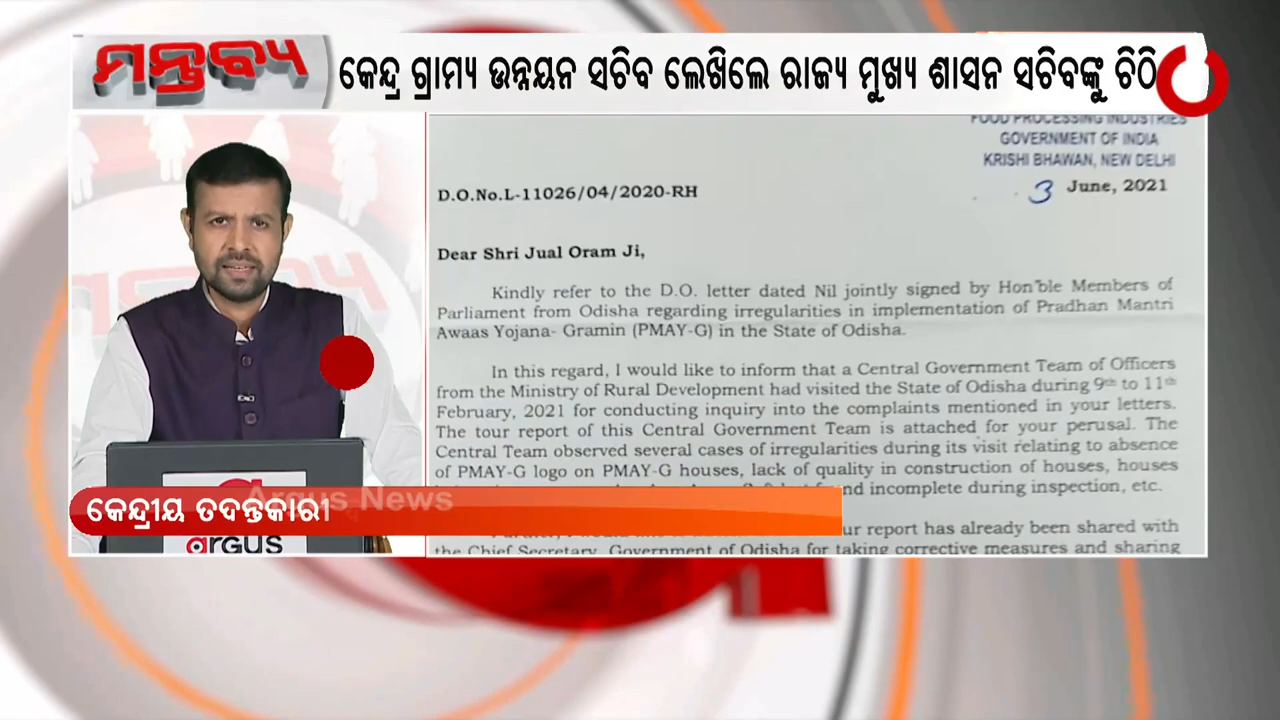 ମନ୍ତବ୍ୟ
କେନ୍ଦ୍ର ଗ୍ରାମ୍ୟ ଉନ୍ନୟନ ସଚିବ ଲେଖିଲେ ରାଜ୍ୟ ମୁଖ୍ୟ ଶାସନ ସଚିବଙ୍କୁ ଚିଠି
FOOD PROCESSING INDUSTRIES
GOVERNMENT OF INDIA
KRISHI BHAWAN, NEW DELHI
3 June, 2021
D.O.No.L-11026/04/2020-RH
Dear Shri Jual Oram Ji,
Kindly refer to the D.O. letter dated Nil jointly signed by Hon'ble Members of
Parliament from Odisha regarding irregularities in implementation of Pradhan Mantri
Awaas Yojana- Gramin (PMAY-G) in the State of Odisha.
In this regard, I would like to inform that a Central Government Team of Officers
from the Ministry of Rural Development had visited the State of Odisha during 9th to 11th
February, 2021 for conducting inquiry into the complaints mentioned in your letters.
The tour report of this Central Government Team is attached for your perusal. The
Central Team observed several cases of irregularities during its visit relating to absence
of PMAY-G logo on PMAY-G houses, lack of quality in construction of houses, houses
nd incomplete during inspection, etc.
ur report has already been shared with
the Chief Secretary, Government of Odisha for taking corrective measures and sharing
Argus News
କେନ୍ଦ୍ରୀୟ ତଦନ୍ତକାରୀ
argus